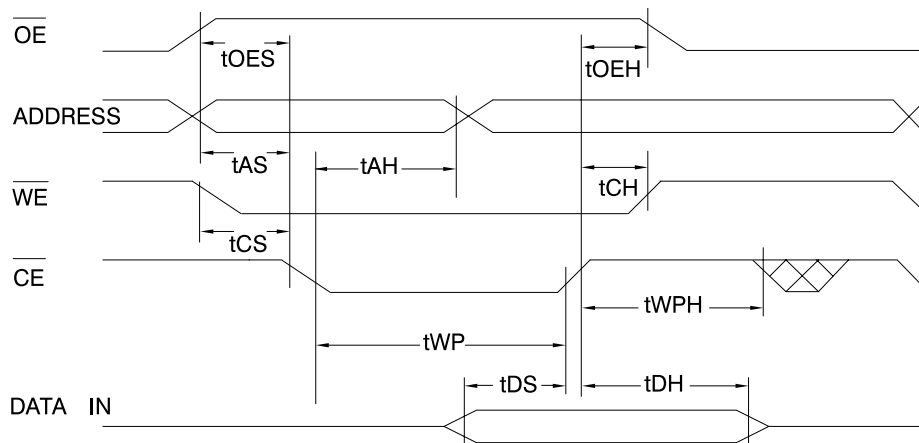 OE
tOES
tOEH
ADDRESS
tAS
tAH
tCH
WE
tCS
CE
tWPH
tWP
tDS
tDH
DATA IN